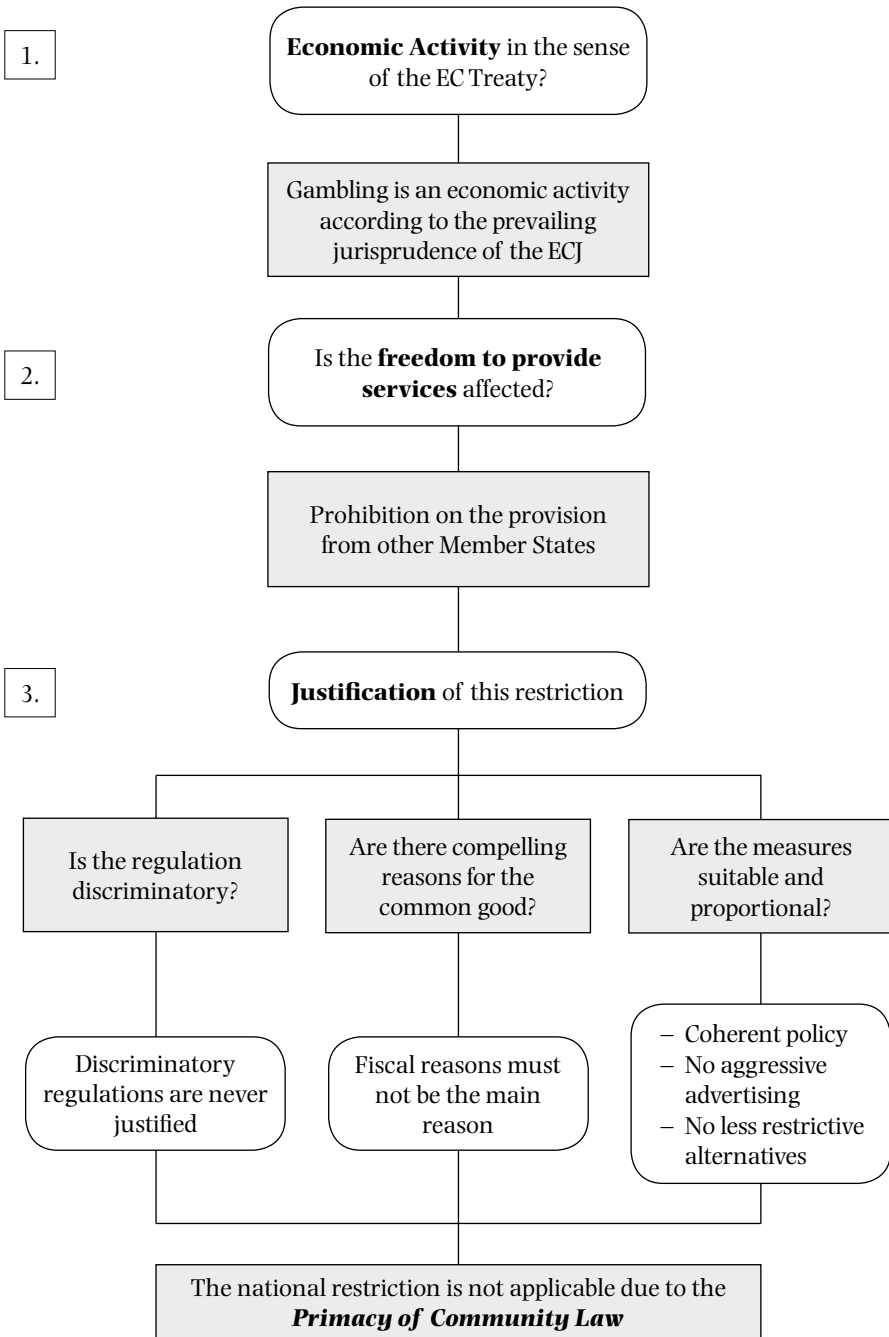 1.
Economic Activity in the sense
of the EC Treaty?
Gambling is an economic activity
according to the prevailing
jurisprudence of the ECJ
2.
Is the freedom to provide
services affected?
Prohibition on the provision
from other Member States
3.
Justification of this restriction
Is the regulation
discriminatory?
Are there compelling
reasons for the
common good?
Are the measures
suitable and
proportional?
Discriminatory
regulations are never
justified
Fiscal reasons must
not be the main
reason
– Coherent policy
– No aggressive
advertising
– No less restrictive
alternatives
The national restriction is not applicable due to the
Primacy of Community Law